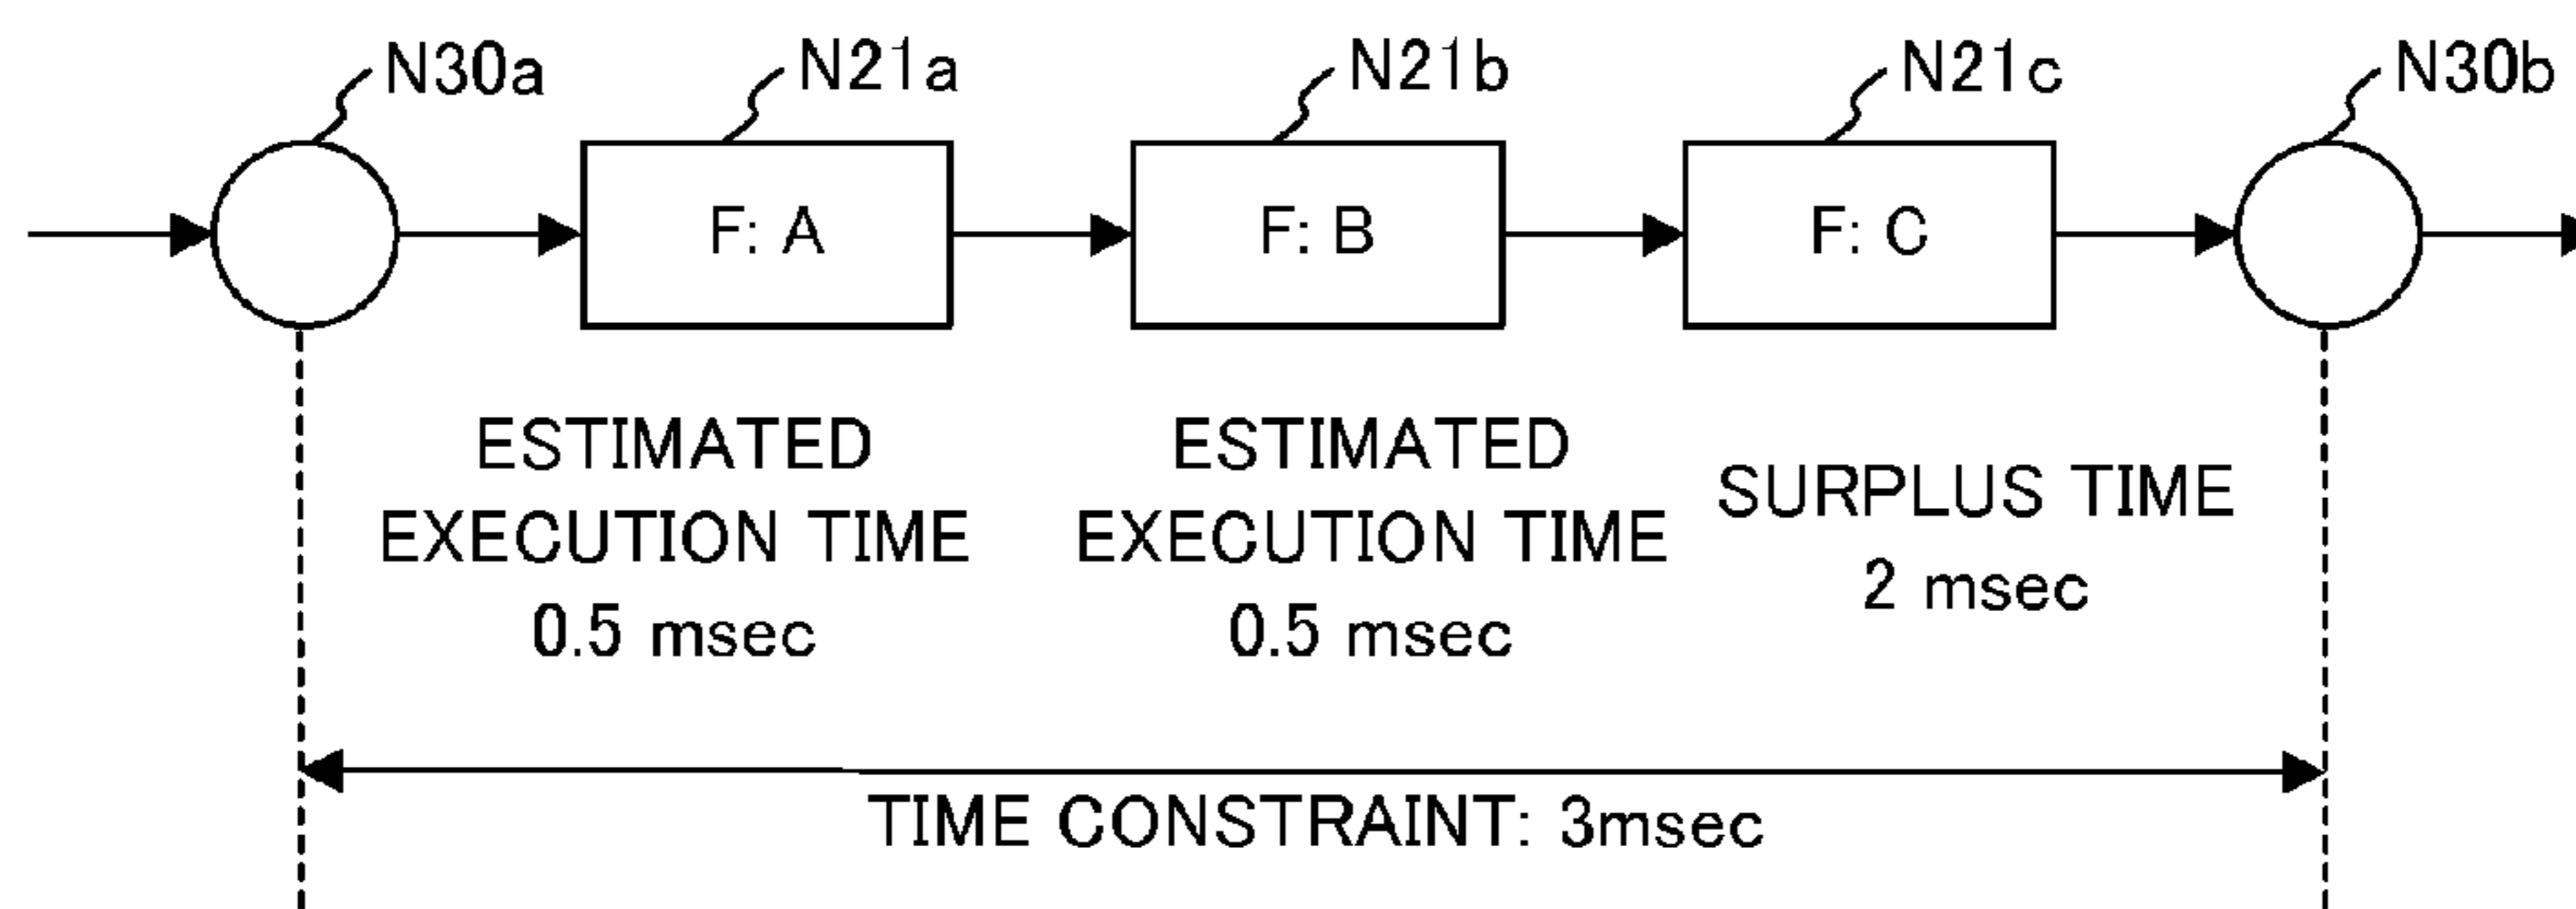 N30a
N21a
N21b
N21c
N30b
F: A
F: B
F: C
ESTIMATED
EXECUTION TIME
0.5 msec
ESTIMATED
EXECUTION TIME
0.5 msec
SURPLUS TIME
2 msec
TIME CONSTRAINT: 3msec